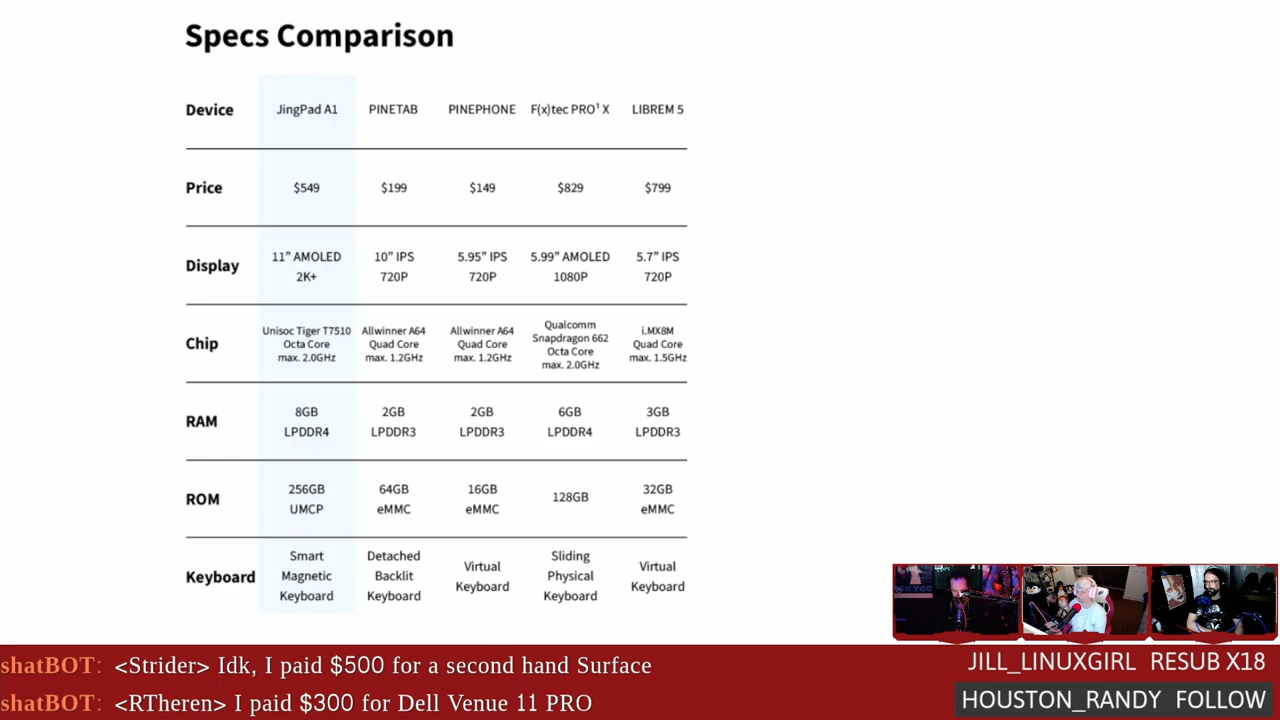 Specs Comparison
Device JingPad A1 PINETAB PINEPHONE F(x)tec PRO¹ X LIBREM 5
Price $549 $199 $149 $829 $799
Display 11” AMOLED 2K+ 10” IPS 720P 5.95” IPS 720P 5.99” AMOLED 1080P 5.7” IPS 720P
Chip Unisoc Tiger T7510 Octa Core max. 2.0GHz Allwinner A64 Quad Core max. 1.2GHz Allwinner A64 Quad Core max. 1.2GHz Qualcomm Snapdragon 662 Octa Core max. 2.0GHz i.MX8M Quad Core max. 1.5GHz
RAM 8GB LPDDR4 2GB LPDDR3 2GB LPDDR3 6GB LPDDR4 3GB LPDDR3
ROM 256GB UMCP 64GB eMMC 16GB eMMC 128GB 32GB eMMC
Keyboard Smart Magnetic Keyboard Detached Backlit Keyboard Virtual Keyboard Sliding Physical Keyboard Virtual Keyboard
shatBOT: <Strider> Idk, I paid $500 for a second hand Surface
shatBOT: <RTheren> I paid $300 for Dell Venue 11 PRO
JILL_LINUXGIRL RESUB X18
HOUSTON_RANDY FOLLOW